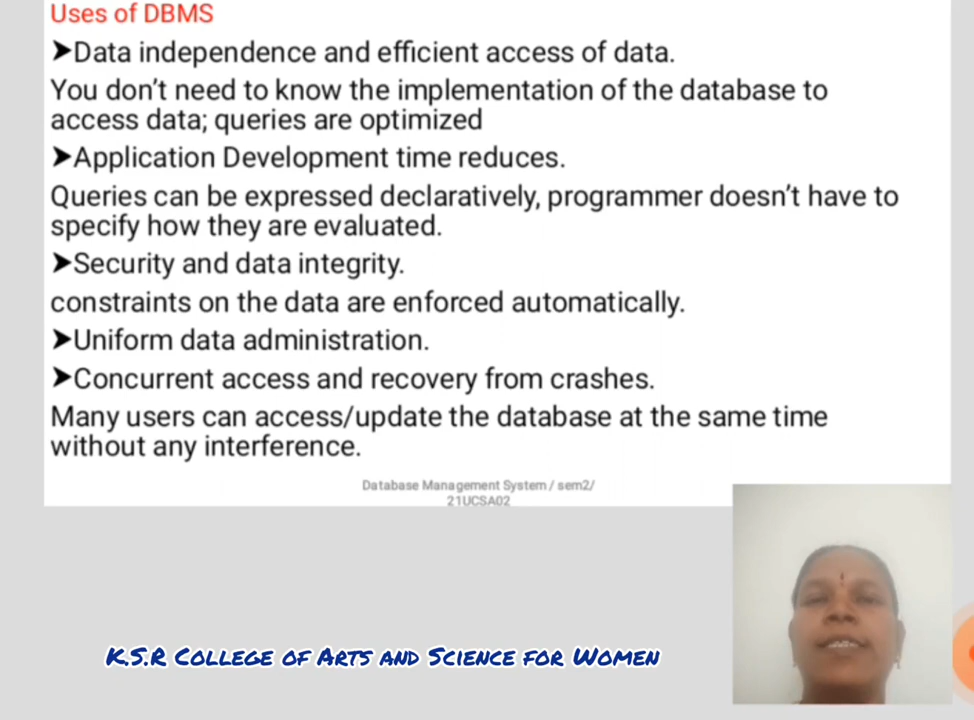 Uses of DBMS
➤Data independence and efficient access of data.
You don't need to know the implementation of the database to
access data; queries are optimized
➤Application Development time reduces.
Queries can be expressed declaratively, programmer doesn't have to
specify how they are evaluated.
➤Security and data integrity.
constraints on the data are enforced automatically.
➤Uniform data administration.
➤Concurrent access and recovery from crashes.
Many users can access/update the database at the same time
without any interference.
Database Management System / sem2/
21UCSA02
K.S.R College of Arts and Science for Women